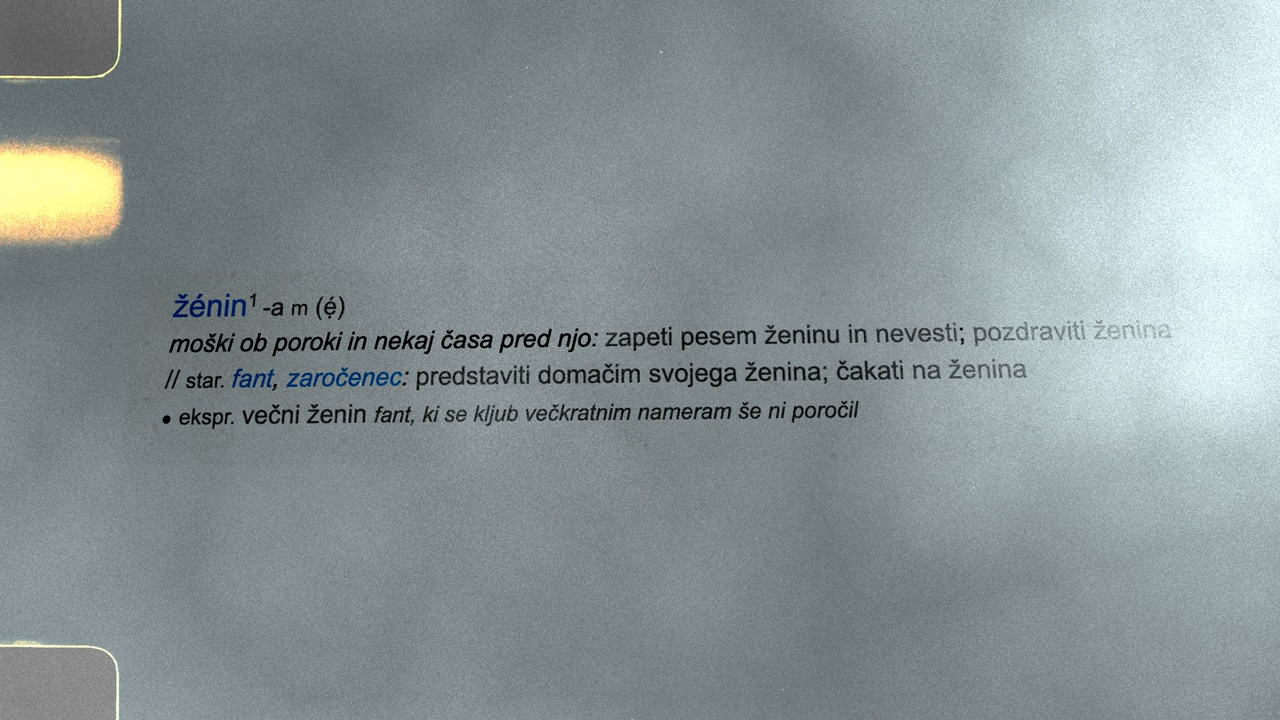 žénin¹ -a m (ẹ́)
moški ob poroki in nekaj časa pred njo: zapeti pesem ženinu in nevesti; pozdraviti ženina
// star. fant, zaročenec: predstaviti domačim svojega ženina; čakati na ženina
• ekspr. večni ženin fant, ki se kljub večkratnim nameram še ni poročil